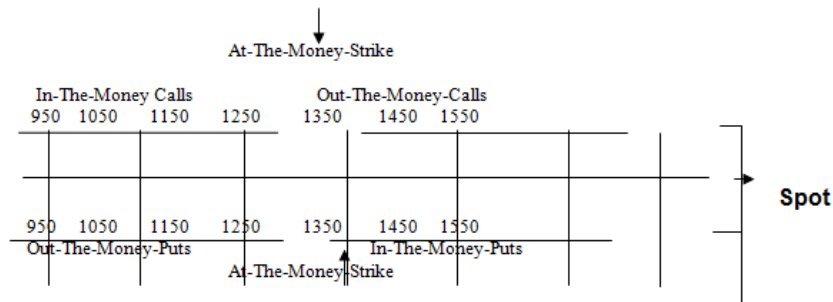 At-The-Money-Strike
In-The-Money Calls Out-The-Money-Calls
950 1050 1150 1250 1350 1450 1550
Spot
950 1050 1150 1250 1350 1450 1550
Out-The-Money-Puts In-The-Money-Puts
At-The-Money-Strike